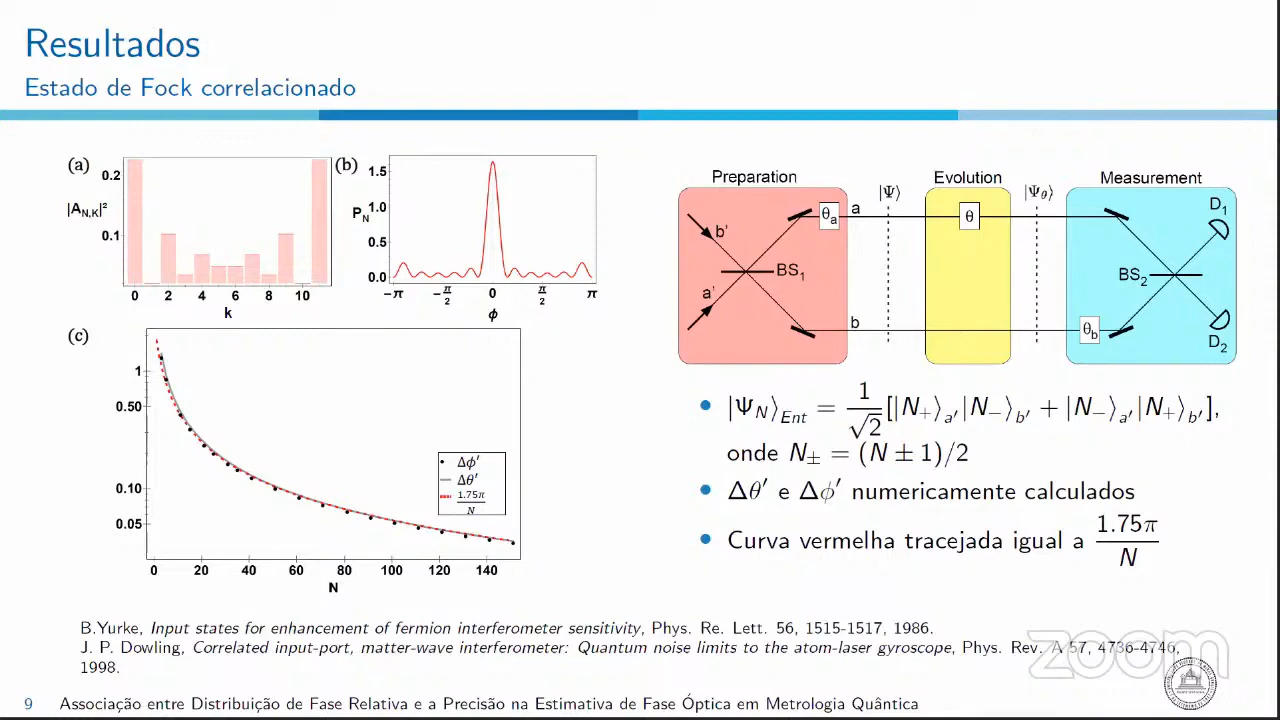 Resultados
Estado de Fock correlacionado
(a)
0.2
|A_{N,K}|²
0.1
0 2 4 6 8 10
k
(b)
1.5
P_N 1.0
0.5
0.0
−π −π/2 0 π/2 π
ϕ
(c)
1
0.50
0.10
0.05
0 20 40 60 80 100 120 140
N
Δϕ′
Δθ′
1.75π/N
Preparation Evolution Measurement
|Ψ⟩ |Ψ_θ⟩
b' θ_a a θ D_1
BS_1 BS_2
a' b θ_b D_2
• |Ψ_N⟩_{Ent} = 1/√2 [|N_+⟩_{a′}|N_−⟩_{b′} + |N_−⟩_{a′}|N_+⟩_{b′}],
onde N_± = (N ± 1)/2
• Δθ′ e Δϕ′ numericamente calculados
• Curva vermelha tracejada igual a 1.75π/N
B.Yurke, Input states for enhancement of fermion interferometer sensitivity, Phys. Re. Lett. 56, 1515-1517, 1986.
J. P. Dowling, Correlated input-port, matter-wave interferometer: Quantum noise limits to the atom-laser gyroscope, Phys. Rev. A 57, 4736-4746,
1998.
zoom
9 Associação entre Distribuição de Fase Relativa e a Precisão na Estimativa de Fase Óptica em Metrologia Quântica